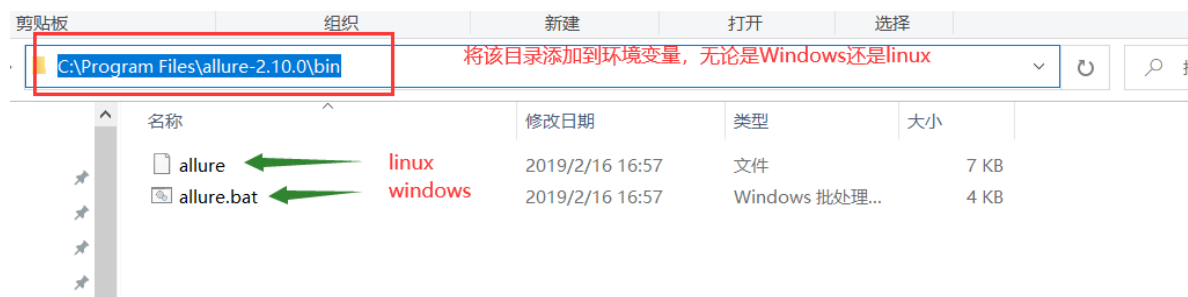 剪贴板 组织 新建 打开 选择
C:\Program Files\allure-2.10.0\bin 将该目录添加到环境变量，无论是Windows还是linux
名称 修改日期 类型 大小
allure linux 2019/2/16 16:57 文件 7 KB
allure.bat windows 2019/2/16 16:57 Windows 批处理... 4 KB